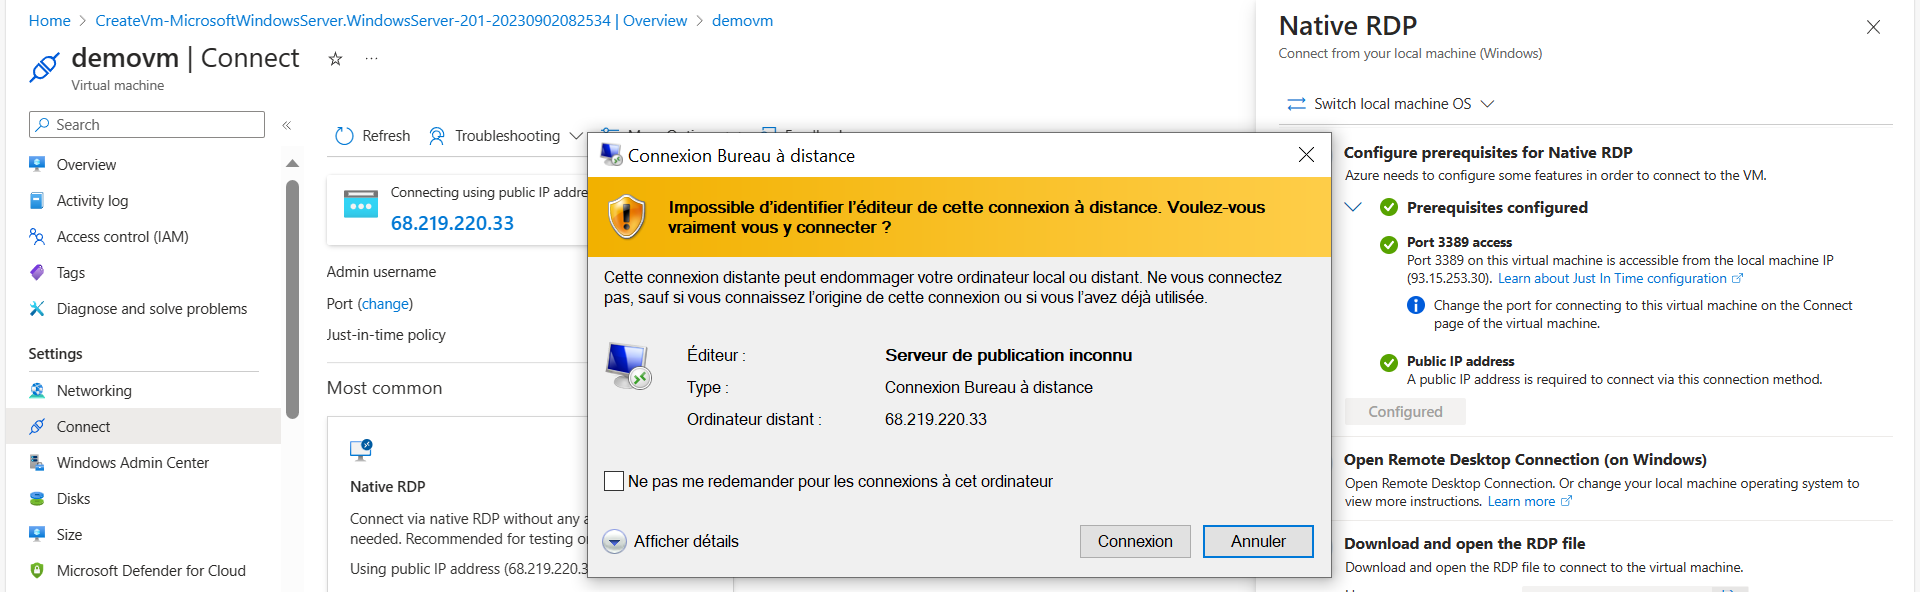 Home > CreateVm-MicrosoftWindowsServer.WindowsServer-201-20230902082534 | Overview > demovm
demovm | Connect
Virtual machine
Search
Overview
Activity log
Access control (IAM)
Tags
Diagnose and solve problems
Settings
Networking
Connect
Windows Admin Center
Disks
Size
Microsoft Defender for Cloud
Refresh
Troubleshooting
Connecting using public IP addre
68.219.220.33
Admin username
Port (change)
Just-in-time policy
Most common
Native RDP
Connect via native RDP without any a
needed. Recommended for testing o
Using public IP address (68.219.220.3
Connexion Bureau à distance
Impossible d'identifier l'éditeur de cette connexion à distance. Voulez-vous
vraiment vous y connecter ?
Cette connexion distante peut endommager votre ordinateur local ou distant. Ne vous connectez
pas, sauf si vous connaissez l'origine de cette connexion ou si vous l'avez déjà utilisée.
Éditeur : Serveur de publication inconnu
Type : Connexion Bureau à distance
Ordinateur distant : 68.219.220.33
Ne pas me redemander pour les connexions à cet ordinateur
Afficher détails
Connexion
Annuler
Native RDP
Connect from your local machine (Windows)
Switch local machine OS
Configure prerequisites for Native RDP
Azure needs to configure some features in order to connect to the VM.
Prerequisites configured
Port 3389 access
Port 3389 on this virtual machine is accessible from the local machine IP
(93.15.253.30). Learn about Just In Time configuration
Change the port for connecting to this virtual machine on the Connect
page of the virtual machine.
Public IP address
A public IP address is required to connect via this connection method.
Configured
Open Remote Desktop Connection (on Windows)
Open Remote Desktop Connection. Or change your local machine operating system to
view more instructions. Learn more
Download and open the RDP file
Download and open the RDP file to connect to the virtual machine.